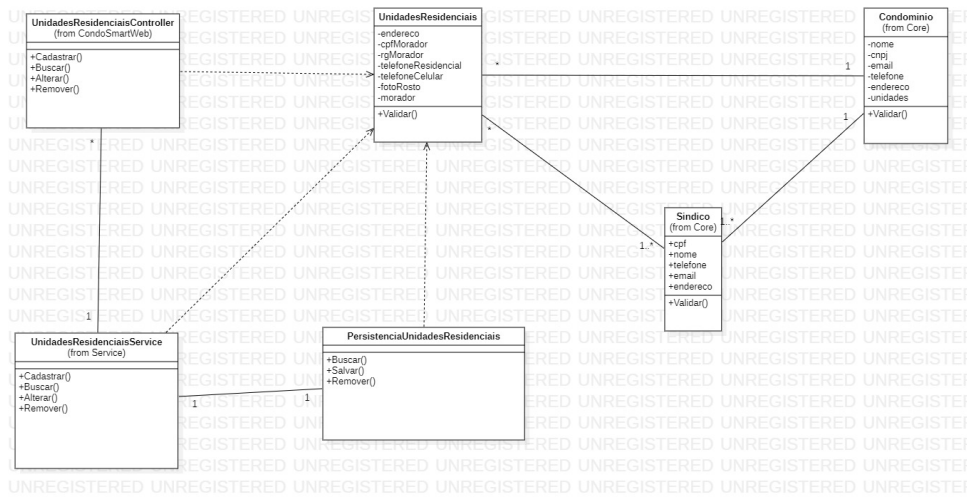 UnidadesResidenciaisController
(from CondoSmartWeb)
+Cadastrar()
+Buscar()
+Alterar()
+Remover()
UnidadesResidenciais
-endereco
-cpfMorador
-rgMorador
-telefoneResidencial
-telefoneCelular
-fotoRosto
-morador
+Validar()
Condominio
(from Core)
-nome
-cnpj
-email
-telefone
-endereco
-unidades
+Validar()
*
1
*
1..*
1
1..*
Sindico
(from Core)
+cpf
+nome
+telefone
+email
+endereco
+Validar()
*
1
UnidadesResidenciaisService
(from Service)
+Cadastrar()
+Buscar()
+Alterar()
+Remover()
1
1
PersistenciaUnidadesResidenciais
+Buscar()
+Salvar()
+Remover()
UNREGISTERED